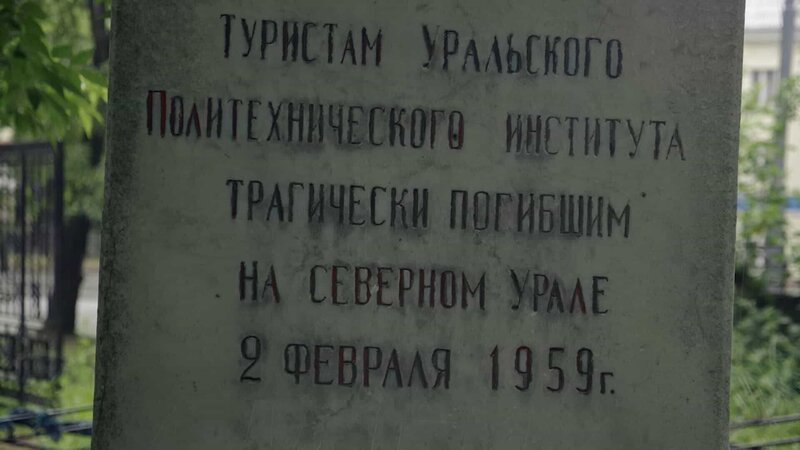 Туристам Уральского
Политехнического института
трагически погибшим
на северном урале
2 февраля 1959г.